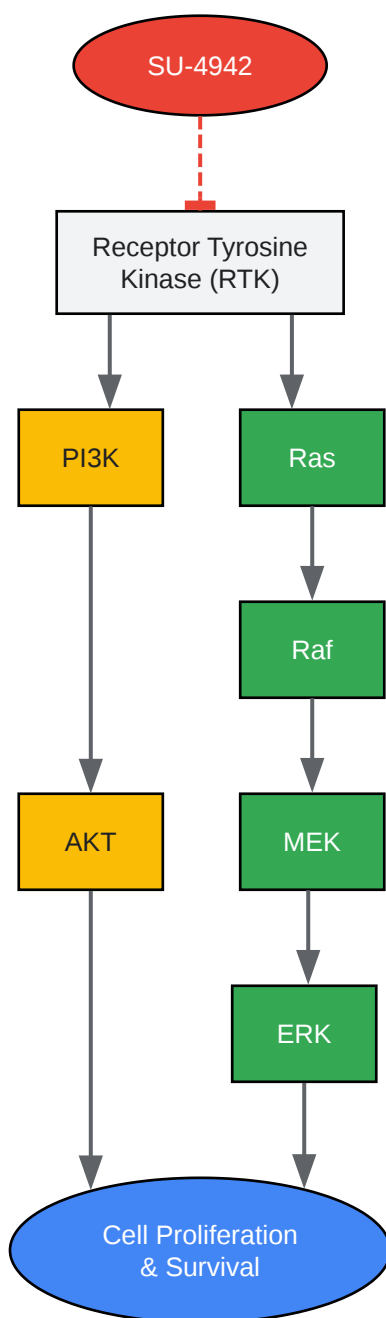 SU-4942
Receptor Tyrosine
Kinase (RTK)
PI3K
Ras
Raf
AKT
MEK
ERK
Cell Proliferation
& Survival